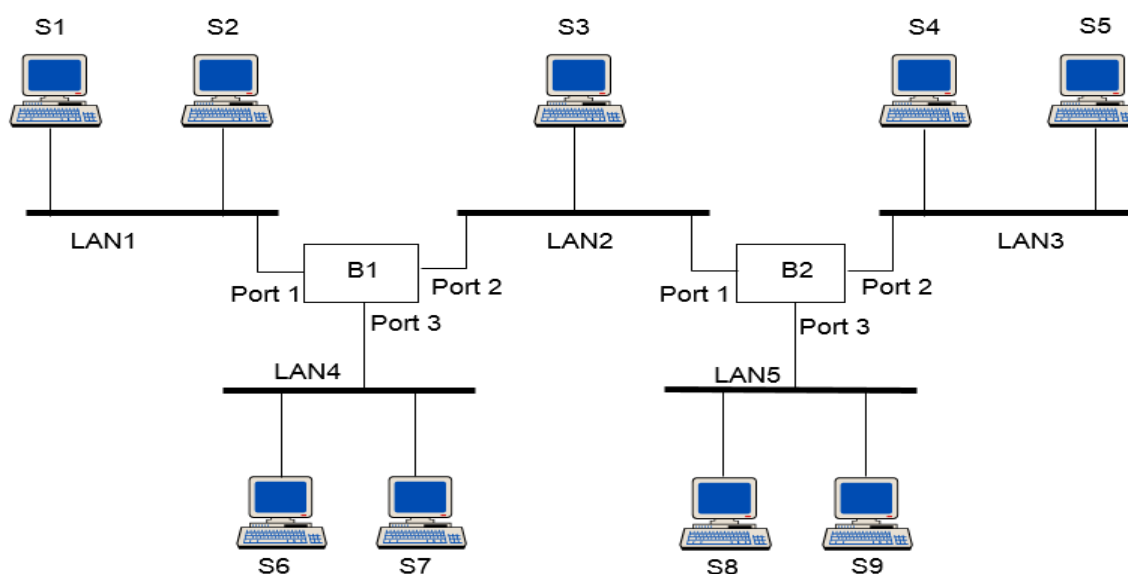 S1 S2 S3 S4 S5
LAN1 LAN2 LAN3
B1 B2
Port 1 Port 2 Port 1 Port 2
Port 3 Port 3
LAN4 LAN5
S6 S7 S8 S9